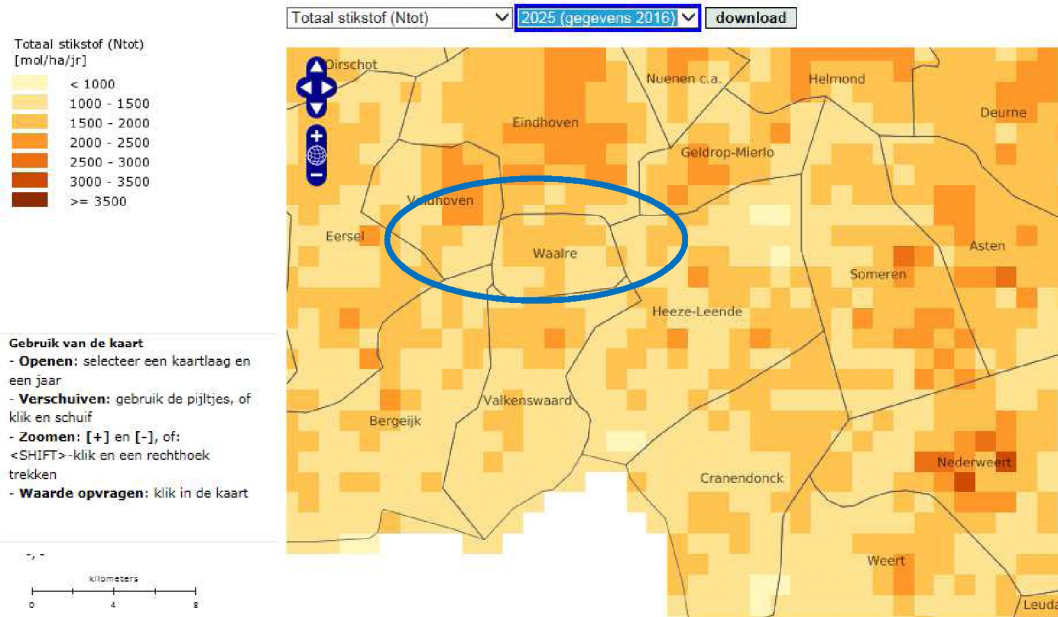 Totaal stikstof (Ntot)
2025 (gegevens 2016)
download
Totaal stikstof (Ntot)
[mol/ha/jr]
< 1000
1000 - 1500
1500 - 2000
2000 - 2500
2500 - 3000
3000 - 3500
>= 3500
Oirschot
Nuenen c.a.
Helmond
Deurne
Eindhoven
Geldrop-Mierlo
Veldhoven
Eersel
Waalre
Asten
Someren
Heeze-Leende
Valkenswaard
Bergeijk
Nederweert
Cranendonck
Weert
Leuda
Gebruik van de kaart
- Openen: selecteer een kaartlaag en
een jaar
- Verschuiven: gebruik de pijltjes, of
klik en schuif
- Zoomen: [+] en [-], of:
<SHIFT>-klik en een rechthoek
trekken
- Waarde opvragen: klik in de kaart
-, -
kilometers
0 4 8